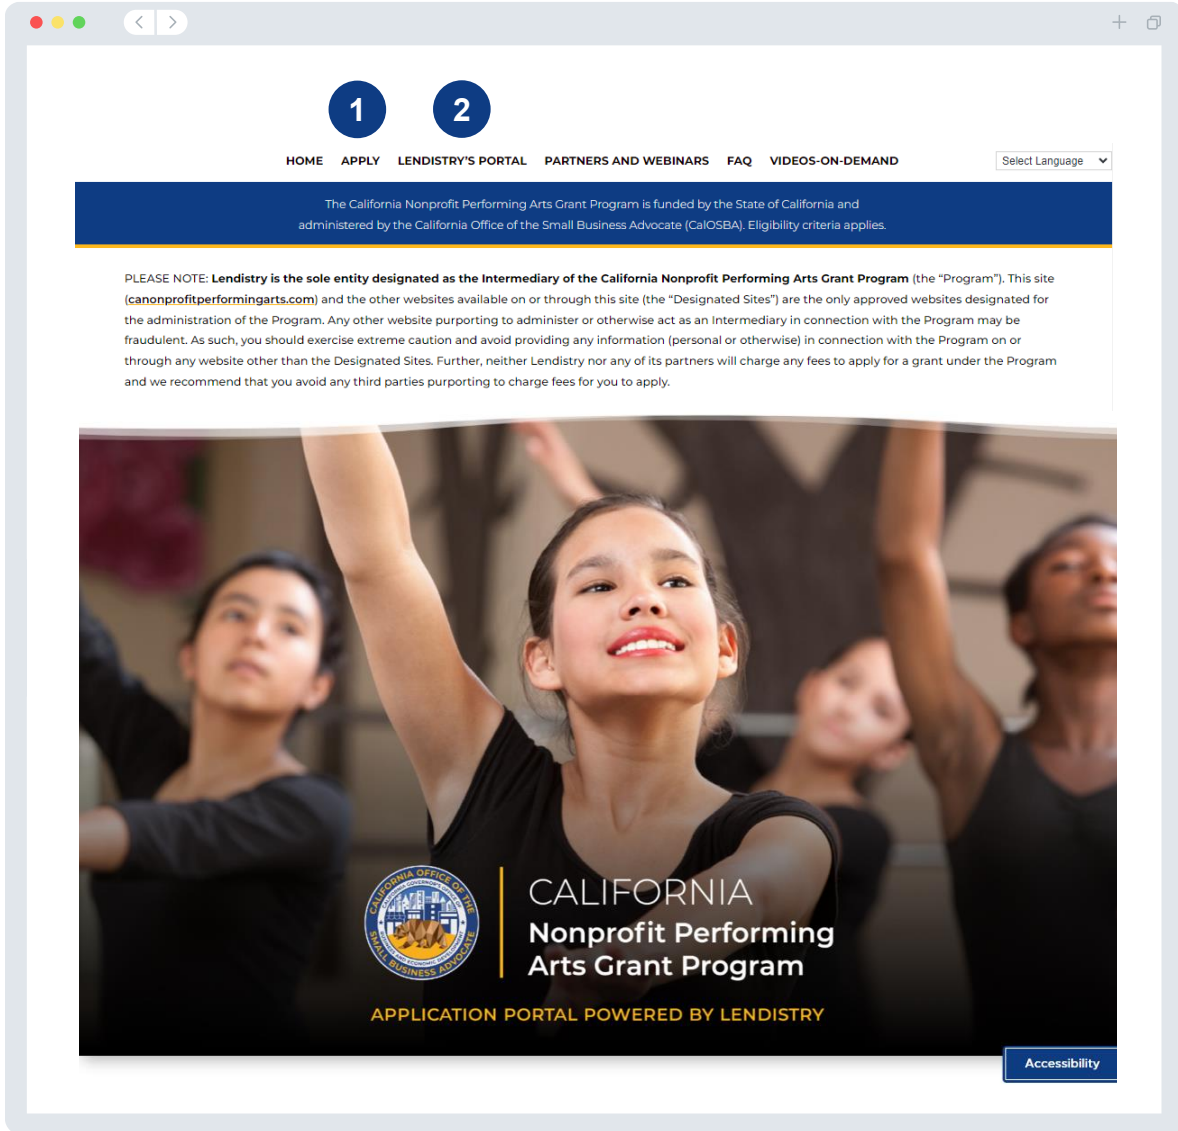 1 2
HOME APPLY LENDISTRY’S PORTAL PARTNERS AND WEBINARS FAQ VIDEOS-ON-DEMAND Select Language
The California Nonprofit Performing Arts Grant Program is funded by the State of California and
administered by the California Office of the Small Business Advocate (CalOSBA). Eligibility criteria applies.
PLEASE NOTE: Lendistry is the sole entity designated as the Intermediary of the California Nonprofit Performing Arts Grant Program (the “Program”). This site
(canonprofitperformingarts.com) and the other websites available on or through this site (the “Designated Sites”) are the only approved websites designated for
the administration of the Program. Any other website purporting to administer or otherwise act as an Intermediary in connection with the Program may be
fraudulent. As such, you should exercise extreme caution and avoid providing any information (personal or otherwise) in connection with the Program on or
through any website other than the Designated Sites. Further, neither Lendistry nor any of its partners will charge any fees to apply for a grant under the Program
and we recommend that you avoid any third parties purporting to charge fees for you to apply.
CALIFORNIA OFFICE OF THE
SMALL BUSINESS ADVOCATE
CALIFORNIA GOVERNOR'S OFFICE OF
BUSINESS AND ECONOMIC DEVELOPMENT
CALIFORNIA
Nonprofit Performing
Arts Grant Program
APPLICATION PORTAL POWERED BY LENDISTRY
Accessibility